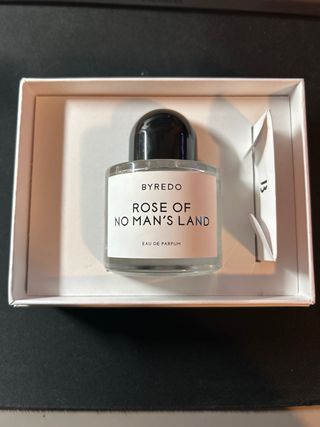 BYREDO
ROSE OF
NO MAN'S LAND
EAU DE PARFUM
B